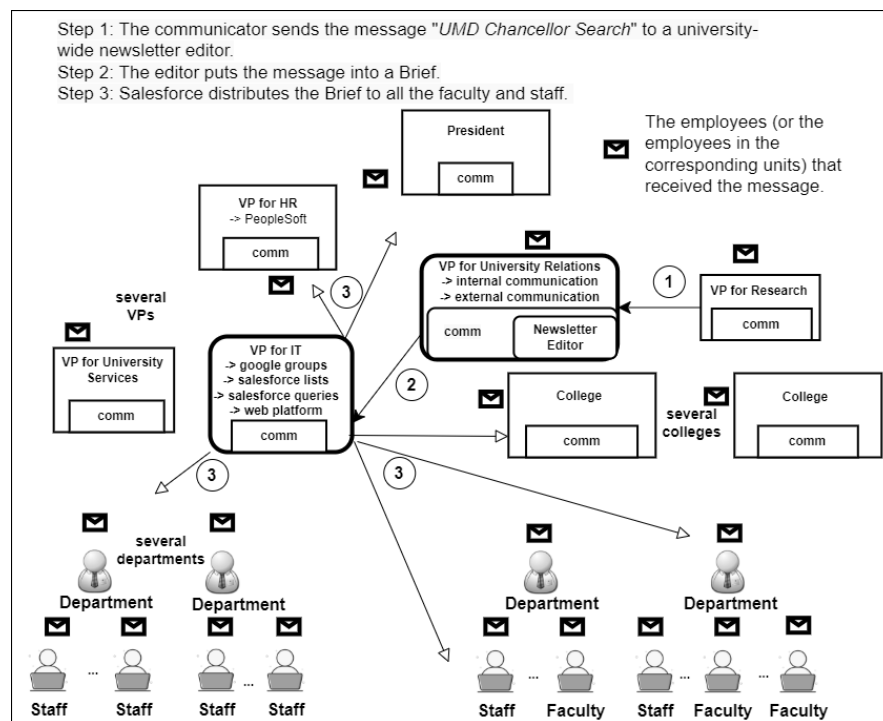 Step 1: The communicator sends the message "UMD Chancellor Search" to a university-
wide newsletter editor.
Step 2: The editor puts the message into a Brief.
Step 3: Salesforce distributes the Brief to all the faculty and staff.
President
comm
The employees (or the
employees in the
corresponding units) that
received the message.
VP for HR
-> PeopleSoft
comm
3
VP for University Relations
-> internal communication
-> external communication
comm
Newsletter
Editor
1
VP for Research
comm
several
VPs
VP for University
Services
comm
VP for IT
-> google groups
-> salesforce lists
-> salesforce queries
-> web platform
comm
2
College
comm
several
colleges
College
comm
3
3
several
departments
Department
Department
Department
Department
...
...
...
...
...
Staff
Staff
Staff
Staff
Staff
Faculty
Staff
Faculty
Faculty